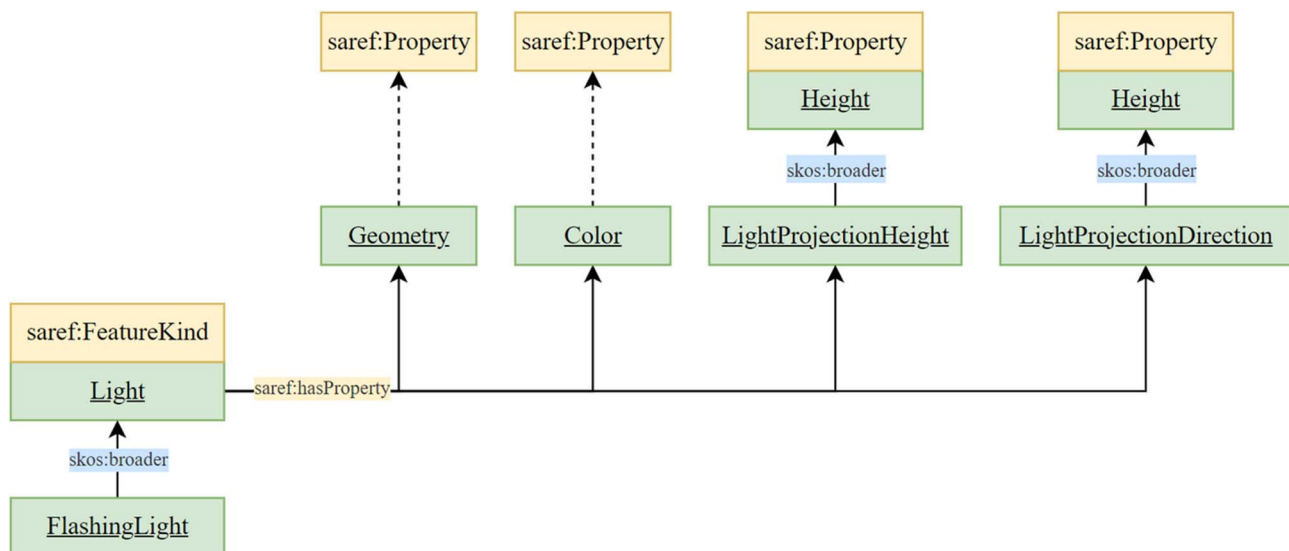 saref:Property
saref:Property
saref:Property
saref:Property
Height
Height
skos:broader
skos:broader
Geometry
Color
LightProjectionHeight
LightProjectionDirection
saref:FeatureKind
Light
saref:hasProperty
skos:broader
FlashingLight